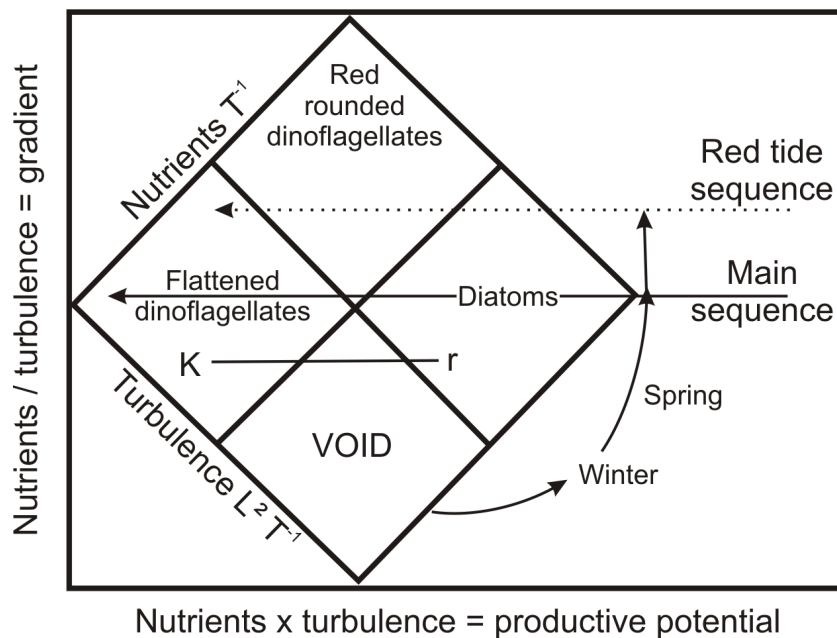 Nutrients / turbulence = gradient
Nutrients T⁻¹
Red
rounded
dinoflagellates
Red tide
sequence
Flattened
dinoflagellates
Diatoms
Main
sequence
K
r
Turbulence L² T⁻¹
VOID
Spring
Winter
Nutrients x turbulence = productive potential